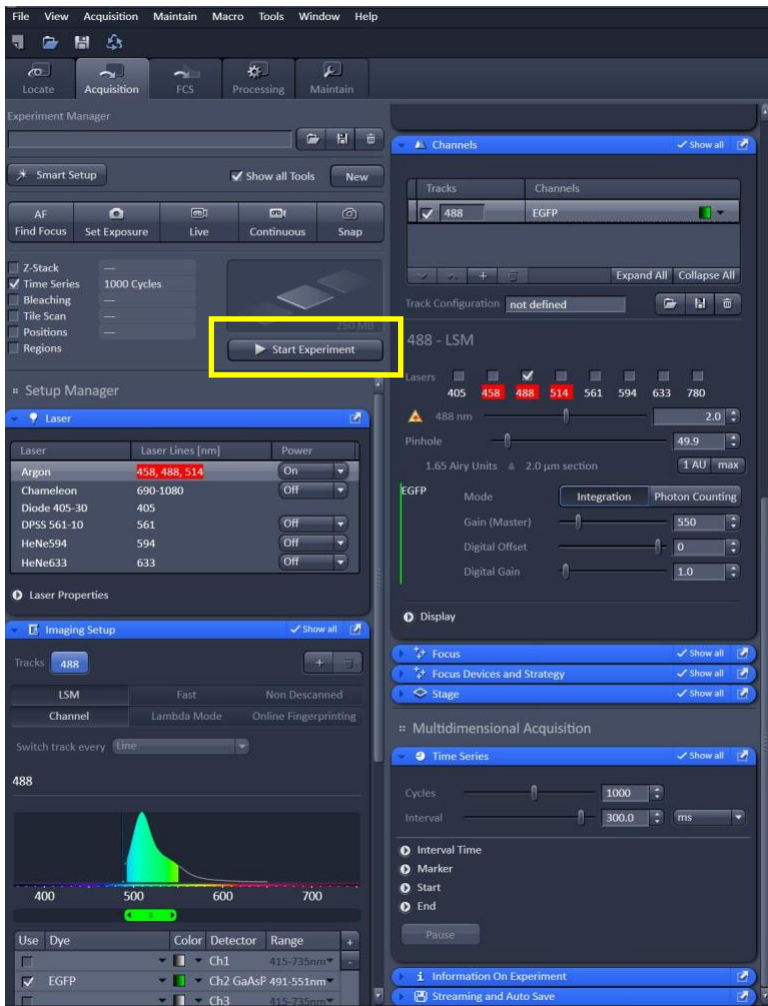 File View Acquisition Maintain Macro Tools Window Help
Locate Acquisition FCS Processing Maintain
Experiment Manager
Smart Setup Show all Tools New
AF
Find Focus Set Exposure Live Continuous Snap
Z-Stack ---
Time Series 1000 Cycles
Bleaching ---
Tile Scan ---
Positions ---
Regions
250 MB
Start Experiment
Setup Manager
Laser
Laser Laser Lines [nm] Power
Argon 458, 488, 514 On
Chameleon 690-1080 Off
Diode 405-30 405
DPSS 561-10 561 Off
HeNe594 594 Off
HeNe633 633 Off
Laser Properties
Imaging Setup Show all
Tracks 488 +
LSM Fast Non Descanned
Channel Lambda Mode Online Fingerprinting
Switch track every Line
488
400 500 600 700
Use Dye Color Detector Range +
Ch1 415-735nm -
EGFP Ch2 GaAsP 491-551nm
Ch3 415-735nm
Channels Show all
Tracks Channels
488 EGFP
+ Expand All Collapse All
Track Configuration not defined
488 - LSM
Lasers
405 458 488 514 561 594 633 780
488 nm 2.0
Pinhole 49.9
1.65 Airy Units ≙ 2.0 µm section 1 AU max
EGFP Mode Integration Photon Counting
Gain (Master) 550
Digital Offset 0
Digital Gain 1.0
Display
Focus Show all
Focus Devices and Strategy Show all
Stage Show all
Multidimensional Acquisition
Time Series Show all
Cycles 1000
Interval 300.0 ms
Interval Time
Marker
Start
End
Pause
Information On Experiment
Streaming and Auto Save Show all